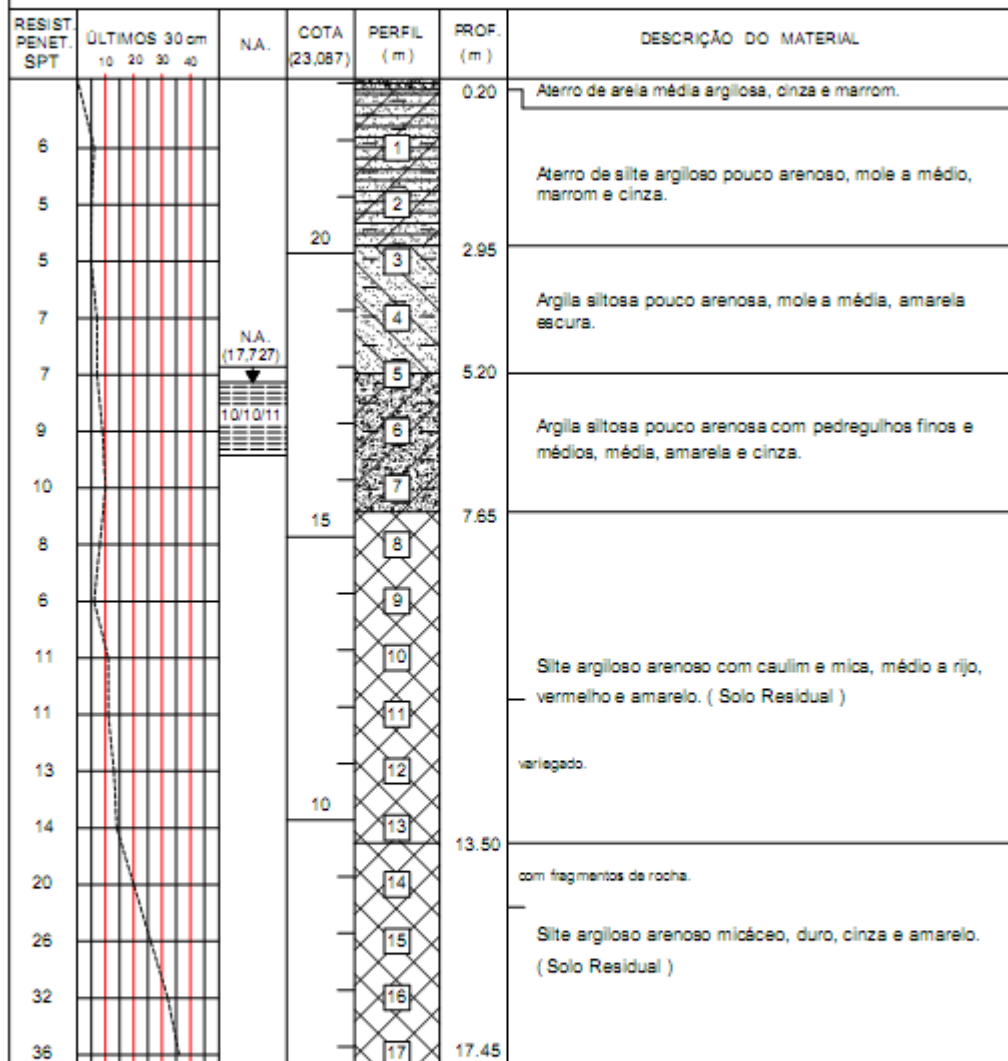 RESIST. PENET. SPT
ÚLTIMOS 30 cm
10 20 30 40
N.A.
COTA (23,087)
PERFIL (m)
PROF. (m)
DESCRIÇÃO DO MATERIAL
0.20
Aterro de areia média argilosa, cinza e marrom.
6
1
Aterro de silte argiloso pouco arenoso, mole a médio,
marrom e cinza.
5
2
20
2.95
5
3
Argila siltosa pouco arenosa, mole a média, amarela
escura.
7
4
N.A.
(17,727)
7
5
5.20
10/10/11
9
6
Argila siltosa pouco arenosa com pedregulhos finos e
médios, média, amarela e cinza.
10
7
15
7.65
8
8
6
9
11
10
Silte argiloso arenoso com caulim e mica, médio a rijo,
vermelho e amarelo. ( Solo Residual )
11
11
13
12
variegado.
10
14
13
13.50
20
14
com fragmentos de rocha.
26
15
Silte argiloso arenoso micáceo, duro, cinza e amarelo.
( Solo Residual )
32
16
36
17
17.45